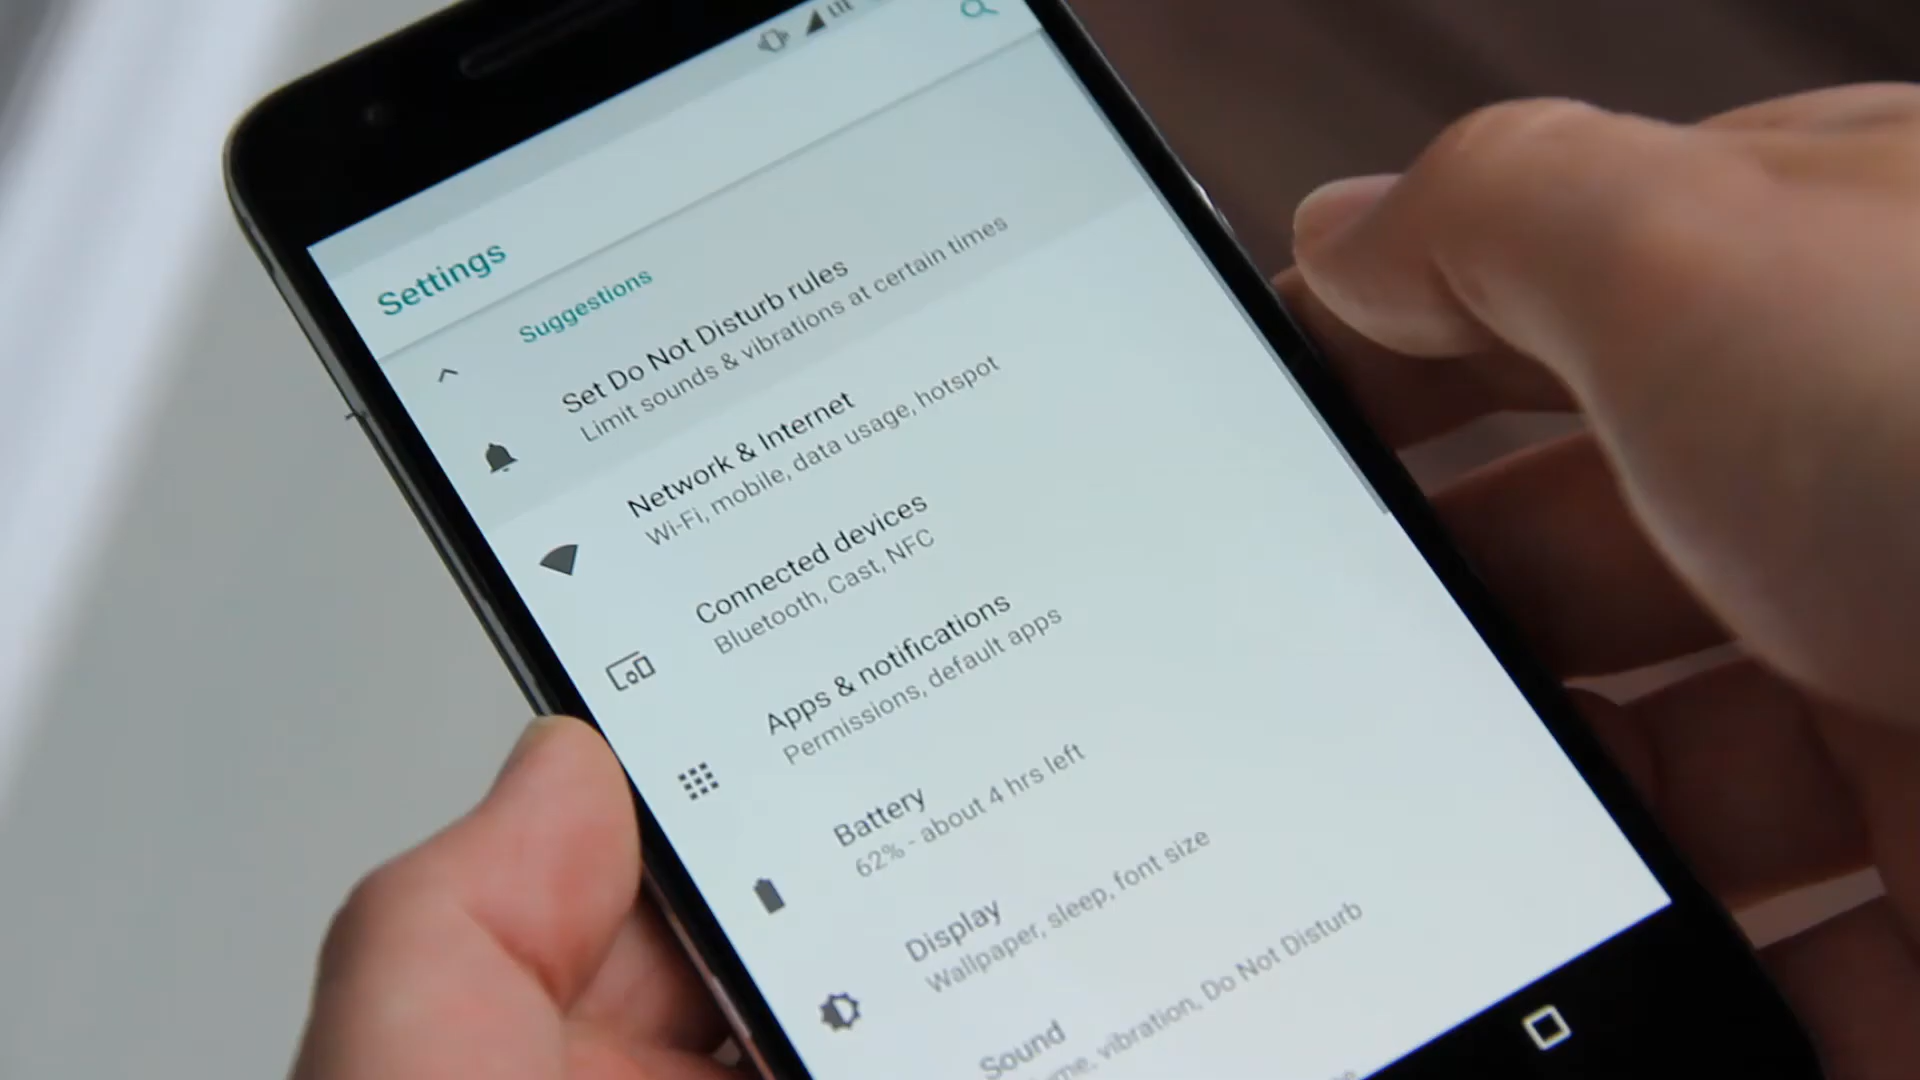 LTE
Settings
Suggestions
Set Do Not Disturb rules
Limit sounds & vibrations at certain times
Network & Internet
Wi-Fi, mobile, data usage, hotspot
Connected devices
Bluetooth, Cast, NFC
Apps & notifications
Permissions, default apps
Battery
62% - about 4 hrs left
Display
Wallpaper, sleep, font size
Sound
vibration, Do Not Disturb